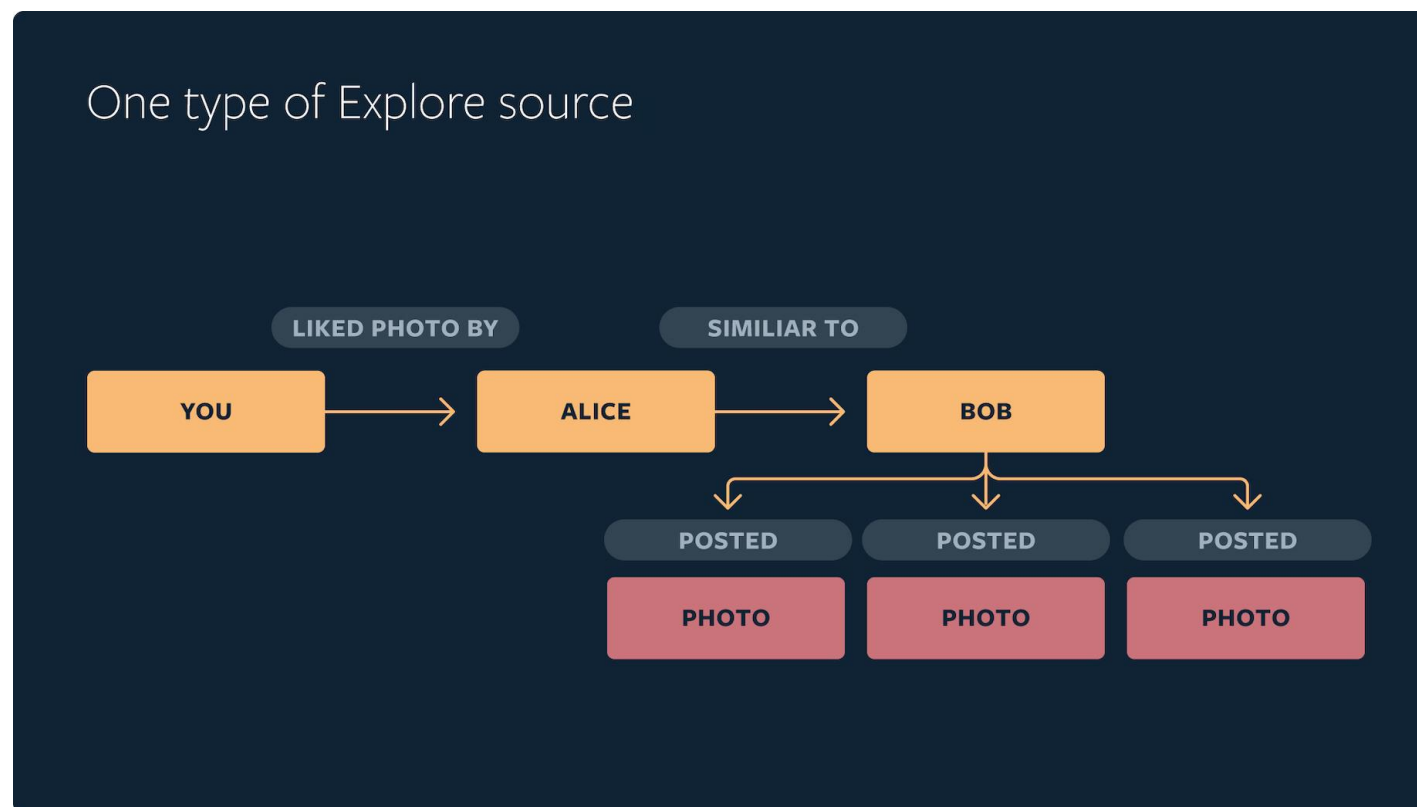 One type of Explore source
LIKED PHOTO BY
SIMILIAR TO
YOU
ALICE
BOB
POSTED
POSTED
POSTED
PHOTO
PHOTO
PHOTO